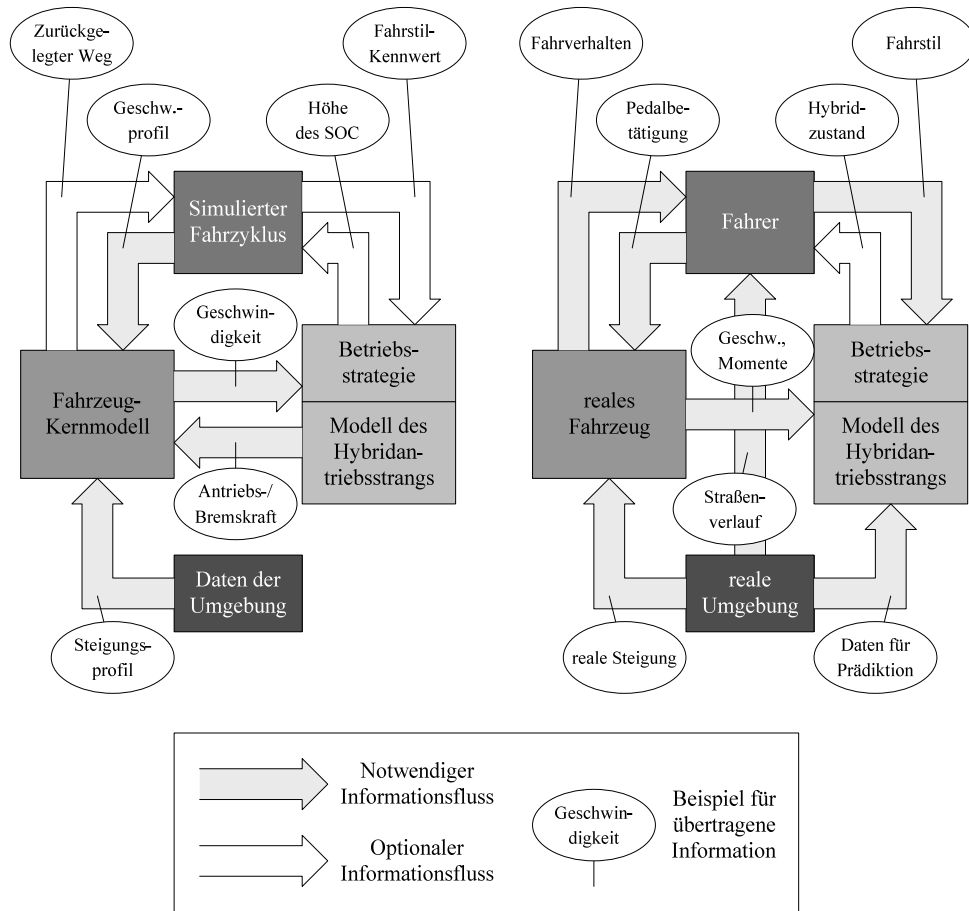 Zurückge-
legter Weg
Fahrstil-
Kennwert
Geschw.-
profil
Höhe
des SOC
Simulierter
Fahrzyklus
Geschwin-
digkeit
Fahrzeug-
Kernmodell
Betriebs-
strategie
Modell des
Hybridan-
triebsstrangs
Antriebs-/
Bremskraft
Daten der
Umgebung
Steigungs-
profil
Fahrverhalten
Fahrstil
Pedalbe-
tätigung
Hybrid-
zustand
Fahrer
Geschw.,
Momente
reales
Fahrzeug
Betriebs-
strategie
Modell des
Hybridan-
triebsstrangs
Straßen-
verlauf
reale
Umgebung
reale Steigung
Daten für
Prädiktion
Notwendiger
Informationsfluss
Optionaler
Informationsfluss
Geschwin-
digkeit
Beispiel für
übertragene
Information